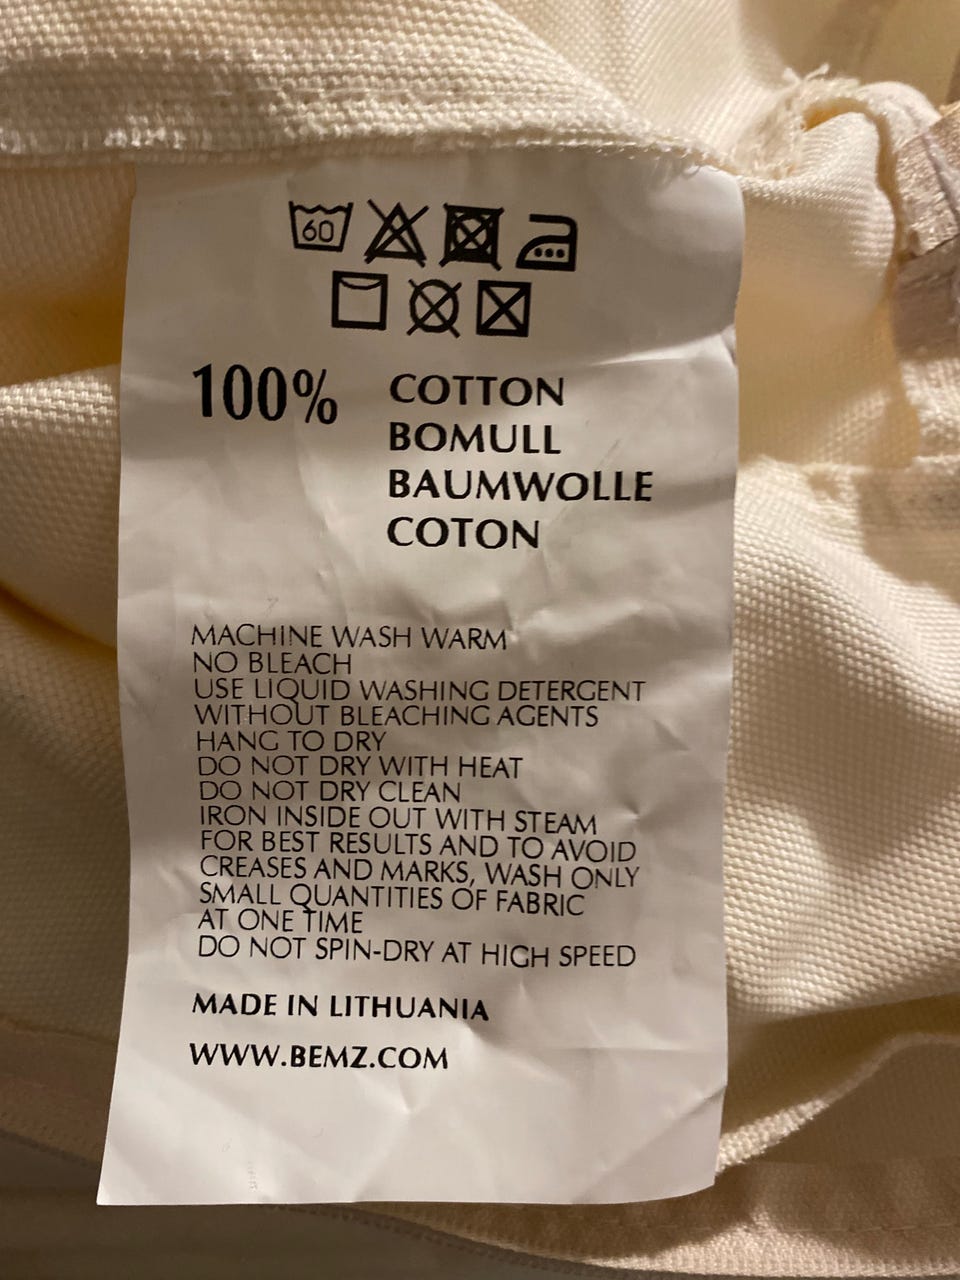 60
100% COTTON
BOMULL
BAUMWOLLE
COTON
MACHINE WASH WARM
NO BLEACH
USE LIQUID WASHING DETERGENT
WITHOUT BLEACHING AGENTS
HANG TO DRY
DO NOT DRY WITH HEAT
DO NOT DRY CLEAN
IRON INSIDE OUT WITH STEAM
FOR BEST RESULTS AND TO AVOID
CREASES AND MARKS, WASH ONLY
SMALL QUANTITIES OF FABRIC
AT ONE TIME
DO NOT SPIN-DRY AT HIGH SPEED
MADE IN LITHUANIA
WWW.BEMZ.COM